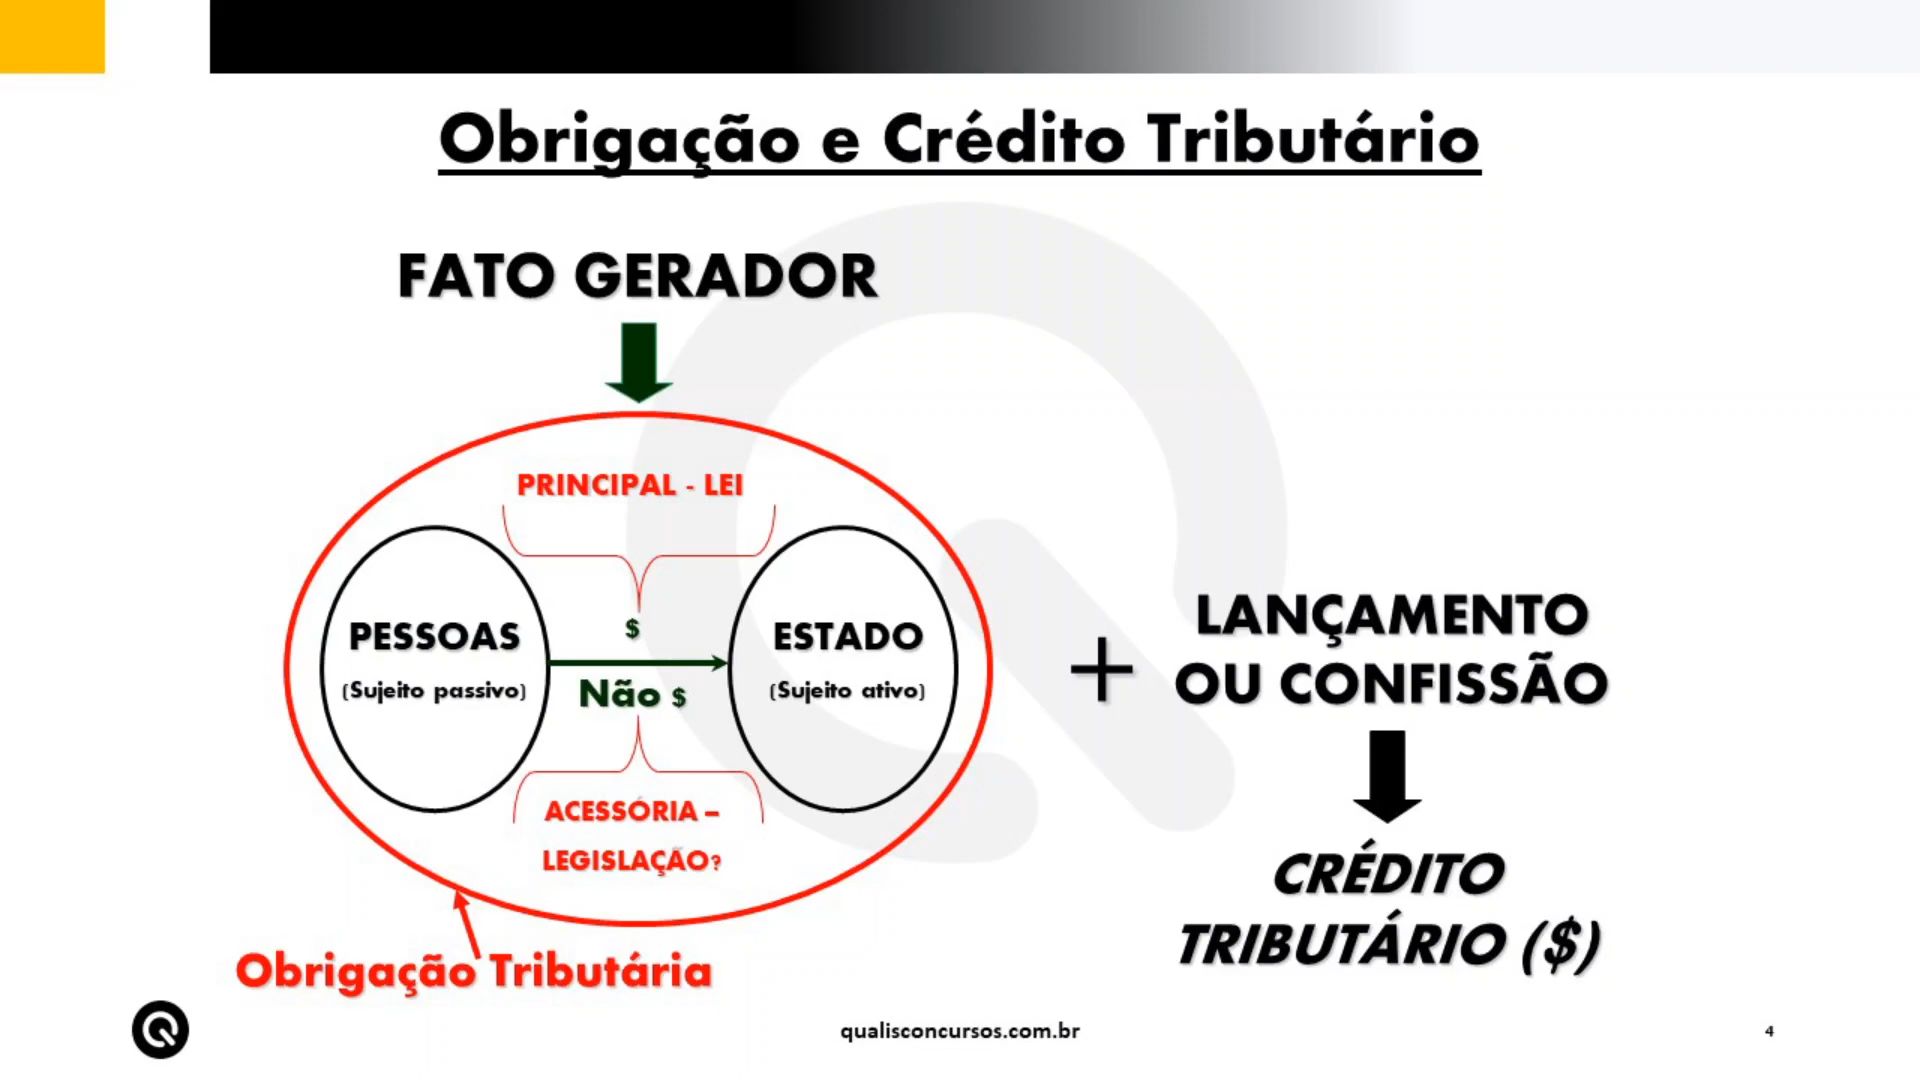 Obrigação e Crédito Tributário
FATO GERADOR
PRINCIPAL - LEI
PESSOAS
(Sujeito passivo)
$
Não $
ESTADO
(Sujeito ativo)
ACESSÓRIA –
LEGISLAÇÃO?
Obrigação Tributária
+
LANÇAMENTO
OU CONFISSÃO
CRÉDITO
TRIBUTÁRIO ($)
qualisconcursos.com.br
4